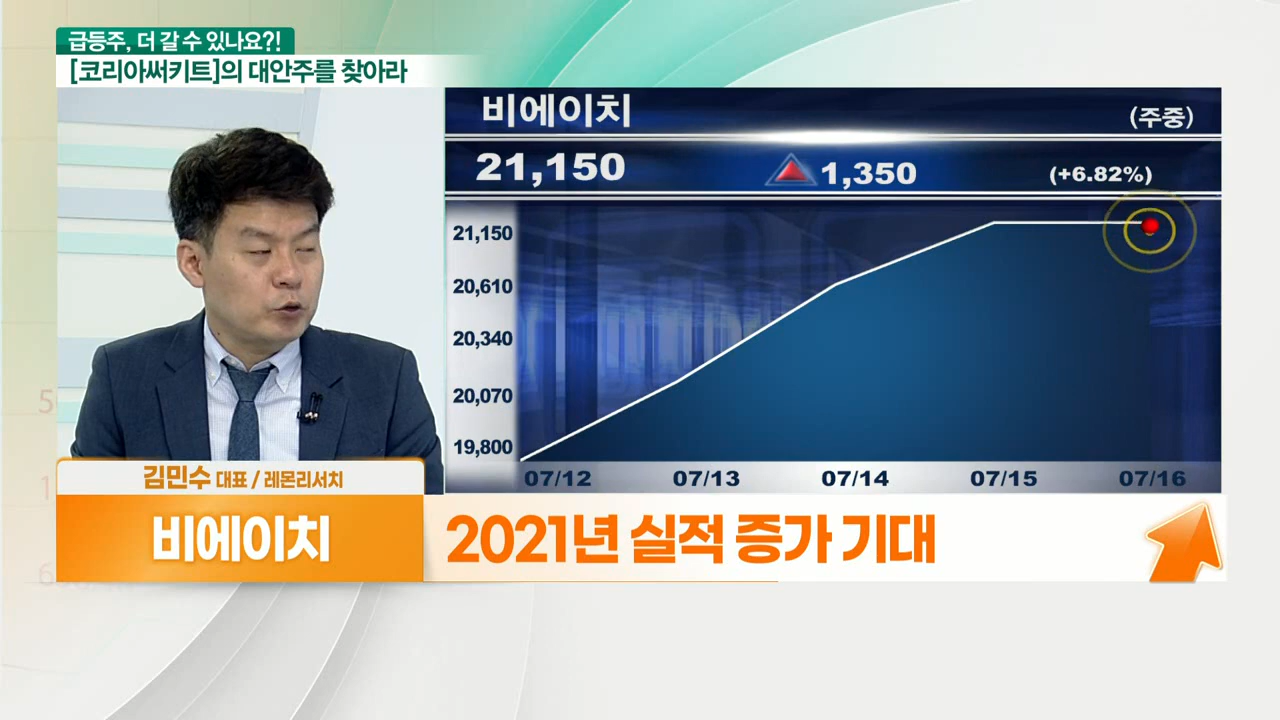 급등주, 더 갈 수 있나요?!
[코리아써키트]의 대안주를 찾아라
비에이치
(주중)
21,150
1,350
(+6.82%)
21,150
20,610
20,340
20,070
19,800
07/12 07/13 07/14 07/15 07/16
김민수 대표 / 레몬리서치
비에이치
2021년 실적 증가 기대